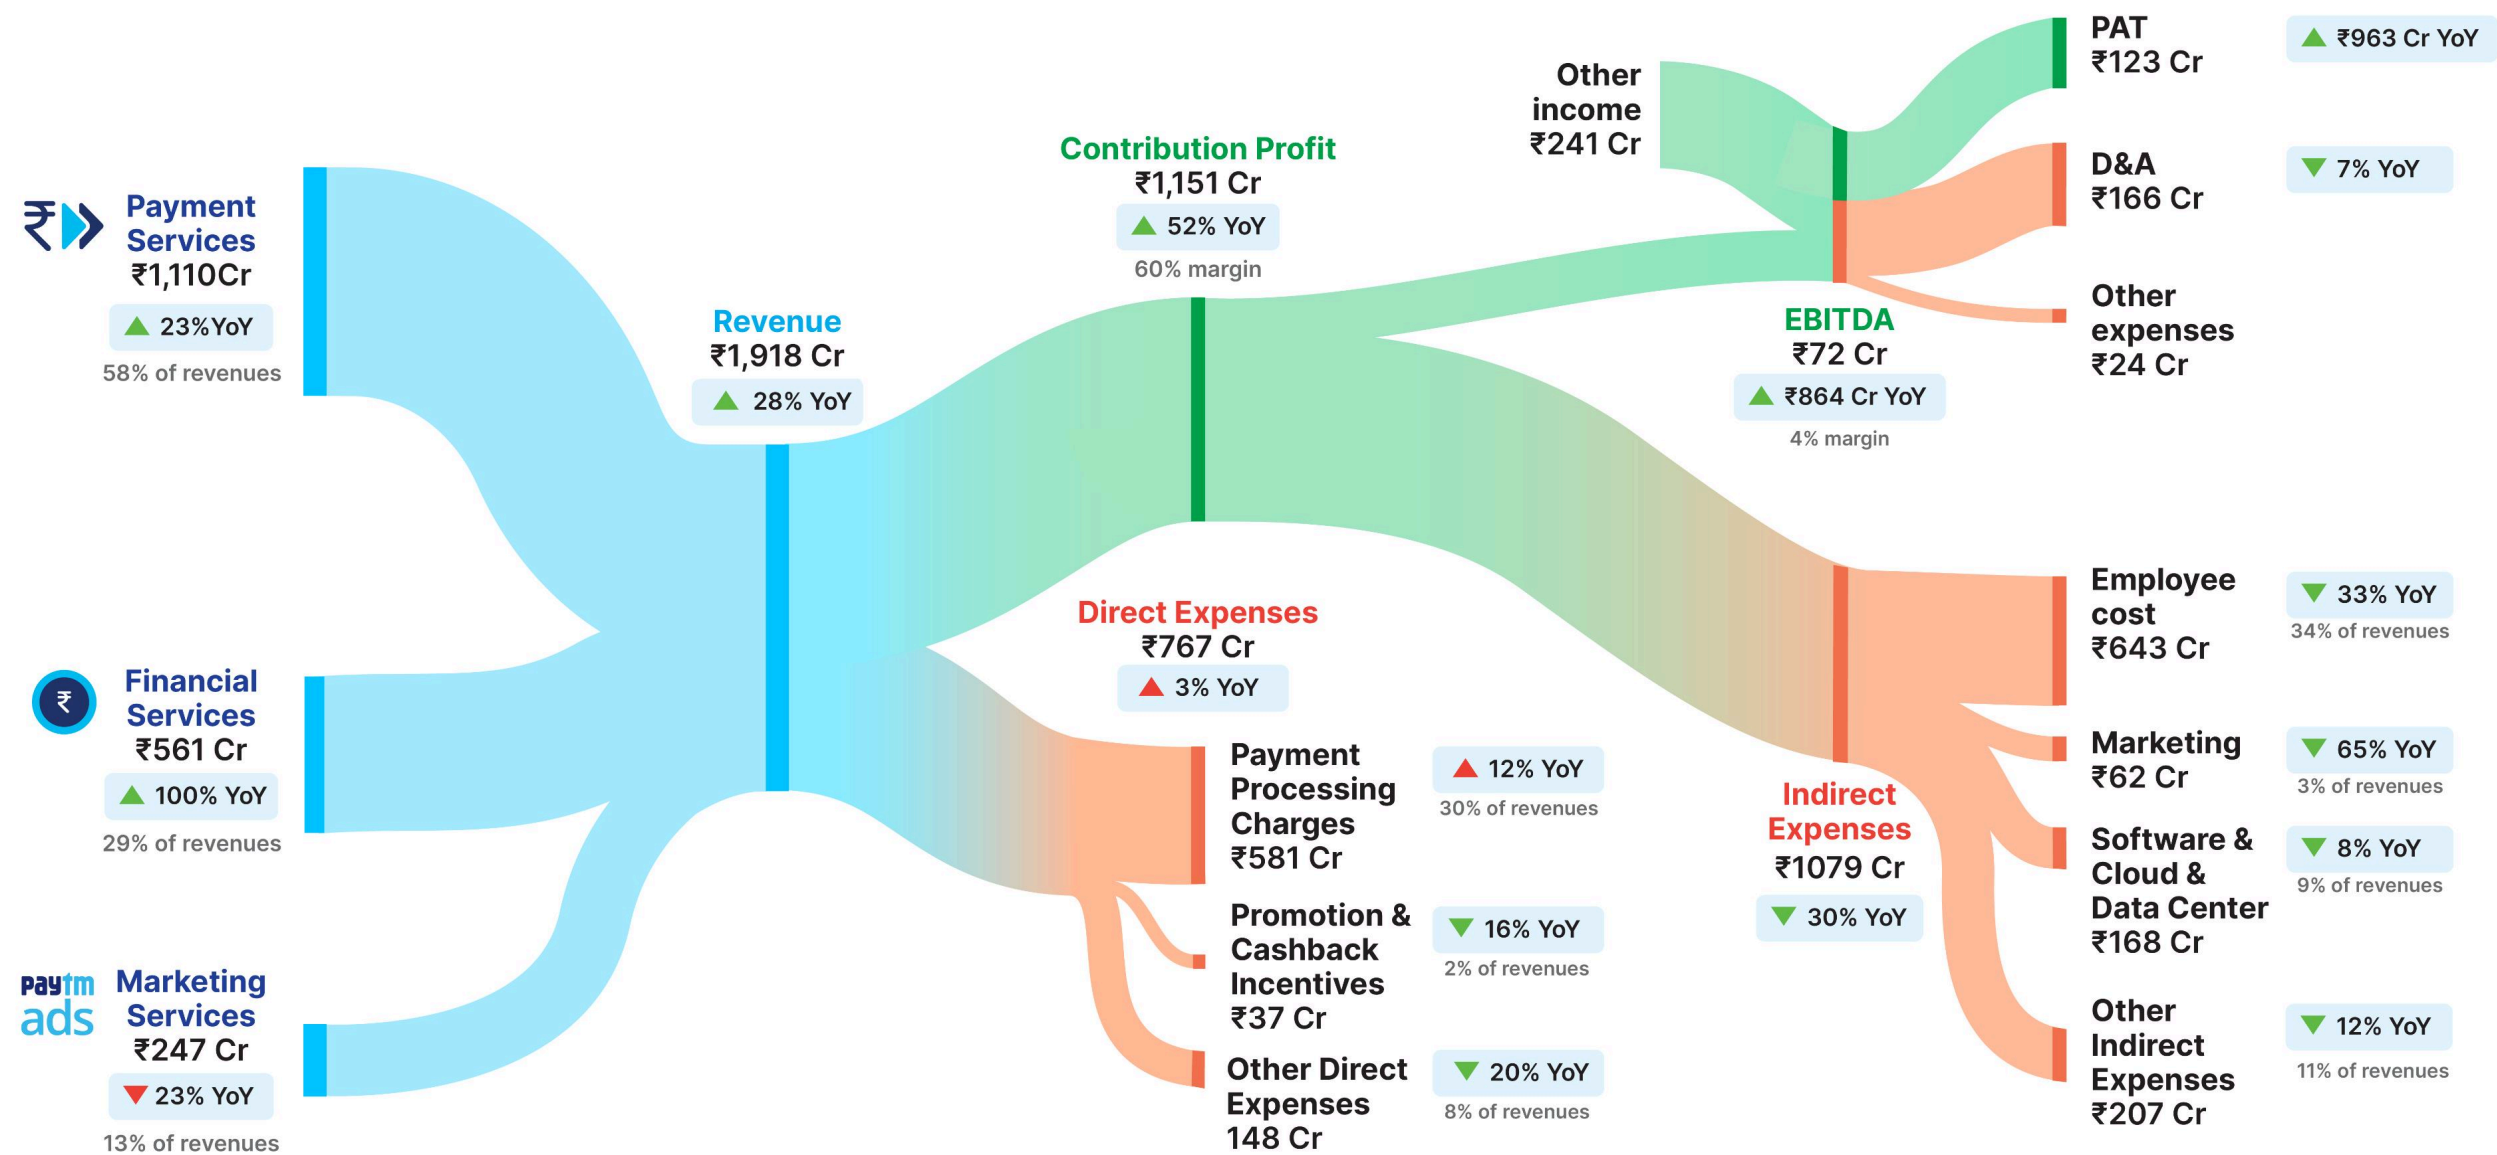 Payment
Services
₹1,110Cr
23%YoY
58% of revenues
₹
Financial
Services
₹561 Cr
100% YoY
29% of revenues
paytm
ads
Marketing
Services
₹247 Cr
23% YoY
13% of revenues
Revenue
₹1,918 Cr
28% YoY
Contribution Profit
₹1,151 Cr
52% YoY
60% margin
Direct Expenses
₹767 Cr
3% YoY
Payment
Processing
Charges
₹581 Cr
12% YoY
30% of revenues
Promotion &
Cashback
Incentives
₹37 Cr
16% YoY
2% of revenues
Other Direct
Expenses
148 Cr
20% YoY
8% of revenues
Other
income
₹241 Cr
EBITDA
₹72 Cr
₹864 Cr YoY
4% margin
Indirect
Expenses
₹1079 Cr
30% YoY
PAT
₹123 Cr
₹963 Cr YoY
D&A
₹166 Cr
7% YoY
Other
expenses
₹24 Cr
Employee
cost
₹643 Cr
33% YoY
34% of revenues
Marketing
₹62 Cr
65% YoY
3% of revenues
Software &
Cloud &
Data Center
₹168 Cr
8% YoY
9% of revenues
Other
Indirect
Expenses
₹207 Cr
12% YoY
11% of revenues
₹